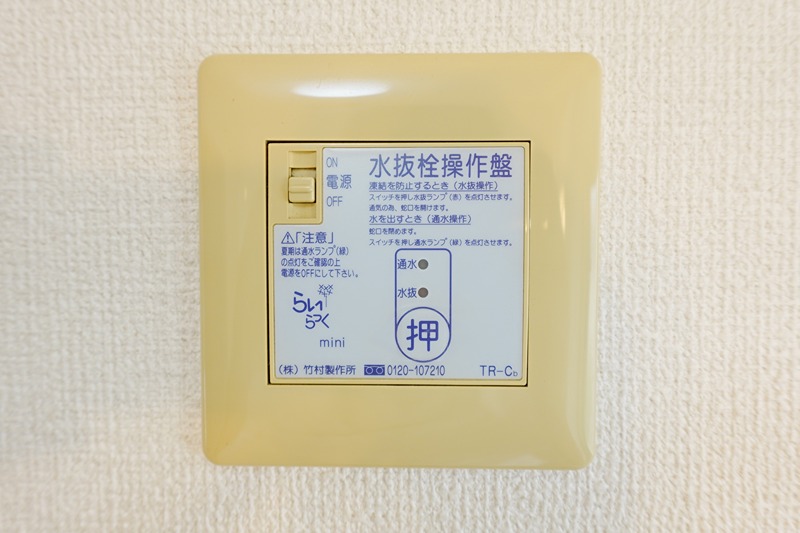 水抜栓操作盤
ON
電源
OFF
凍結を防止するとき(水抜操作)
スイッチを押し水抜ランプ(赤)を点灯させます。
通気の為、蛇口を開けます。
水を出すとき(通水操作)
蛇口を閉めます。
スイッチを押し通水ランプ(緑)を点灯させます。
⚠「注意」
夏期は通水ランプ(緑)
の点灯をご確認の上
電源をOFFにして下さい。
通水
水抜
押
らいらっく
mini
(株)竹村製作所 0120-107210 TR-Cb